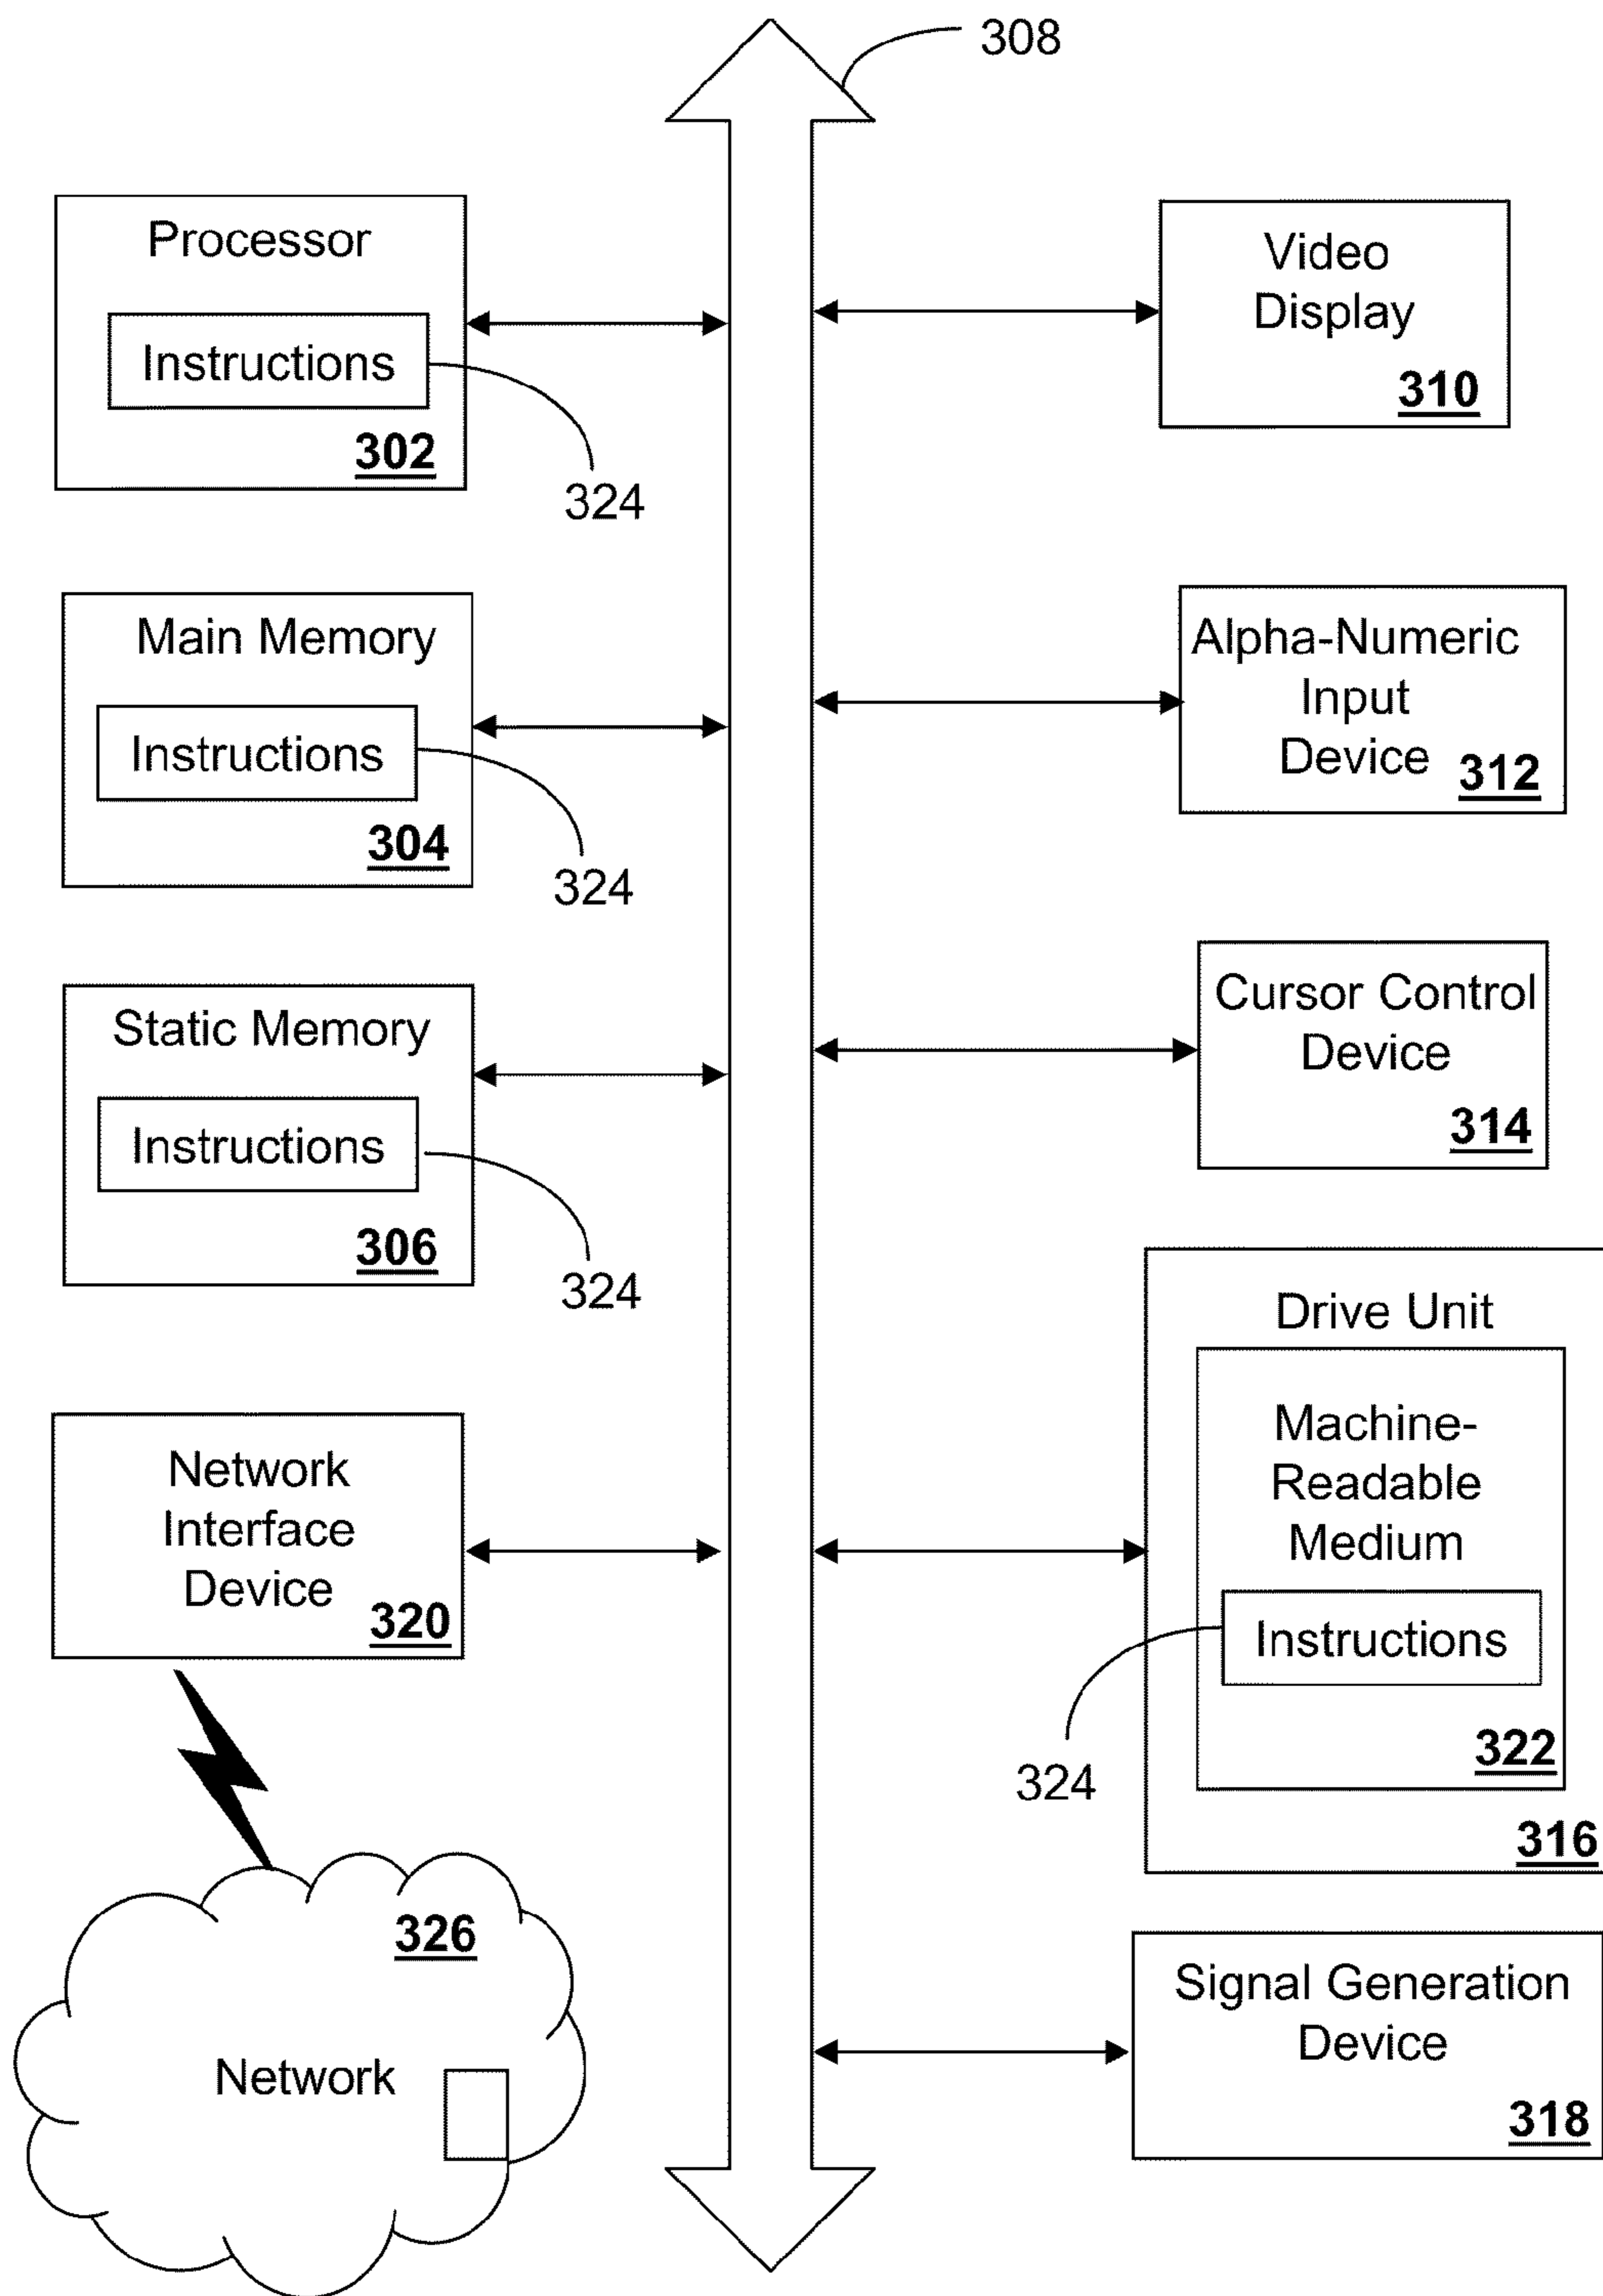 308
Processor
Instructions
302
324
Main Memory
Instructions
304
324
Static Memory
Instructions
306
324
Network
Interface
Device
320
326
Network
Video
Display
310
Alpha-Numeric
Input
Device
312
Cursor Control
Device
314
Drive Unit
Machine-
Readable
Medium
Instructions
324
322
316
Signal Generation
Device
318